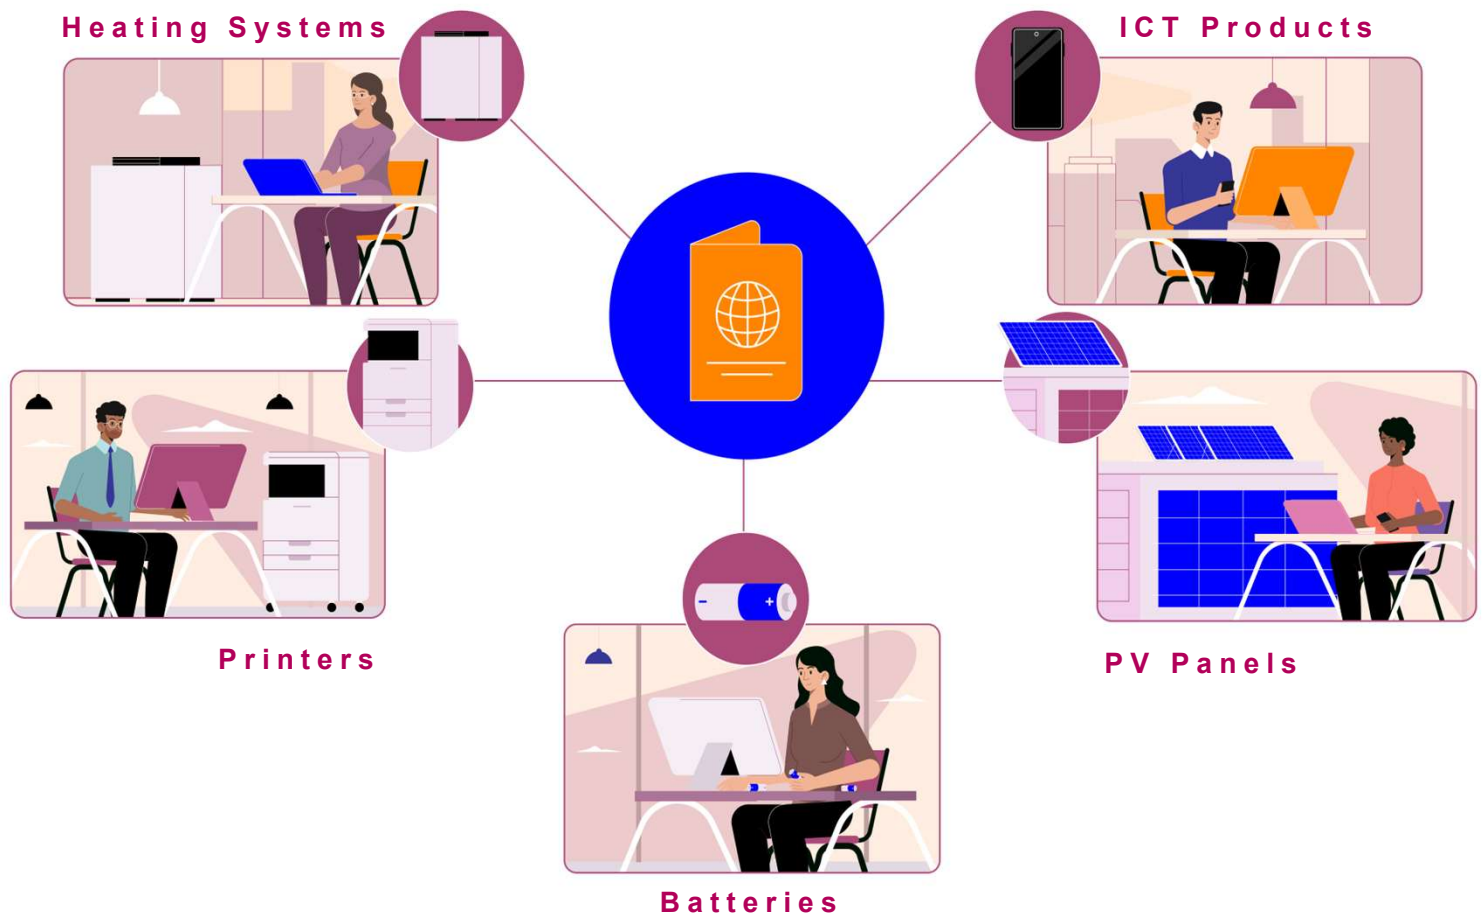 Heating Systems
ICT Products
Printers
PV Panels
Batteries